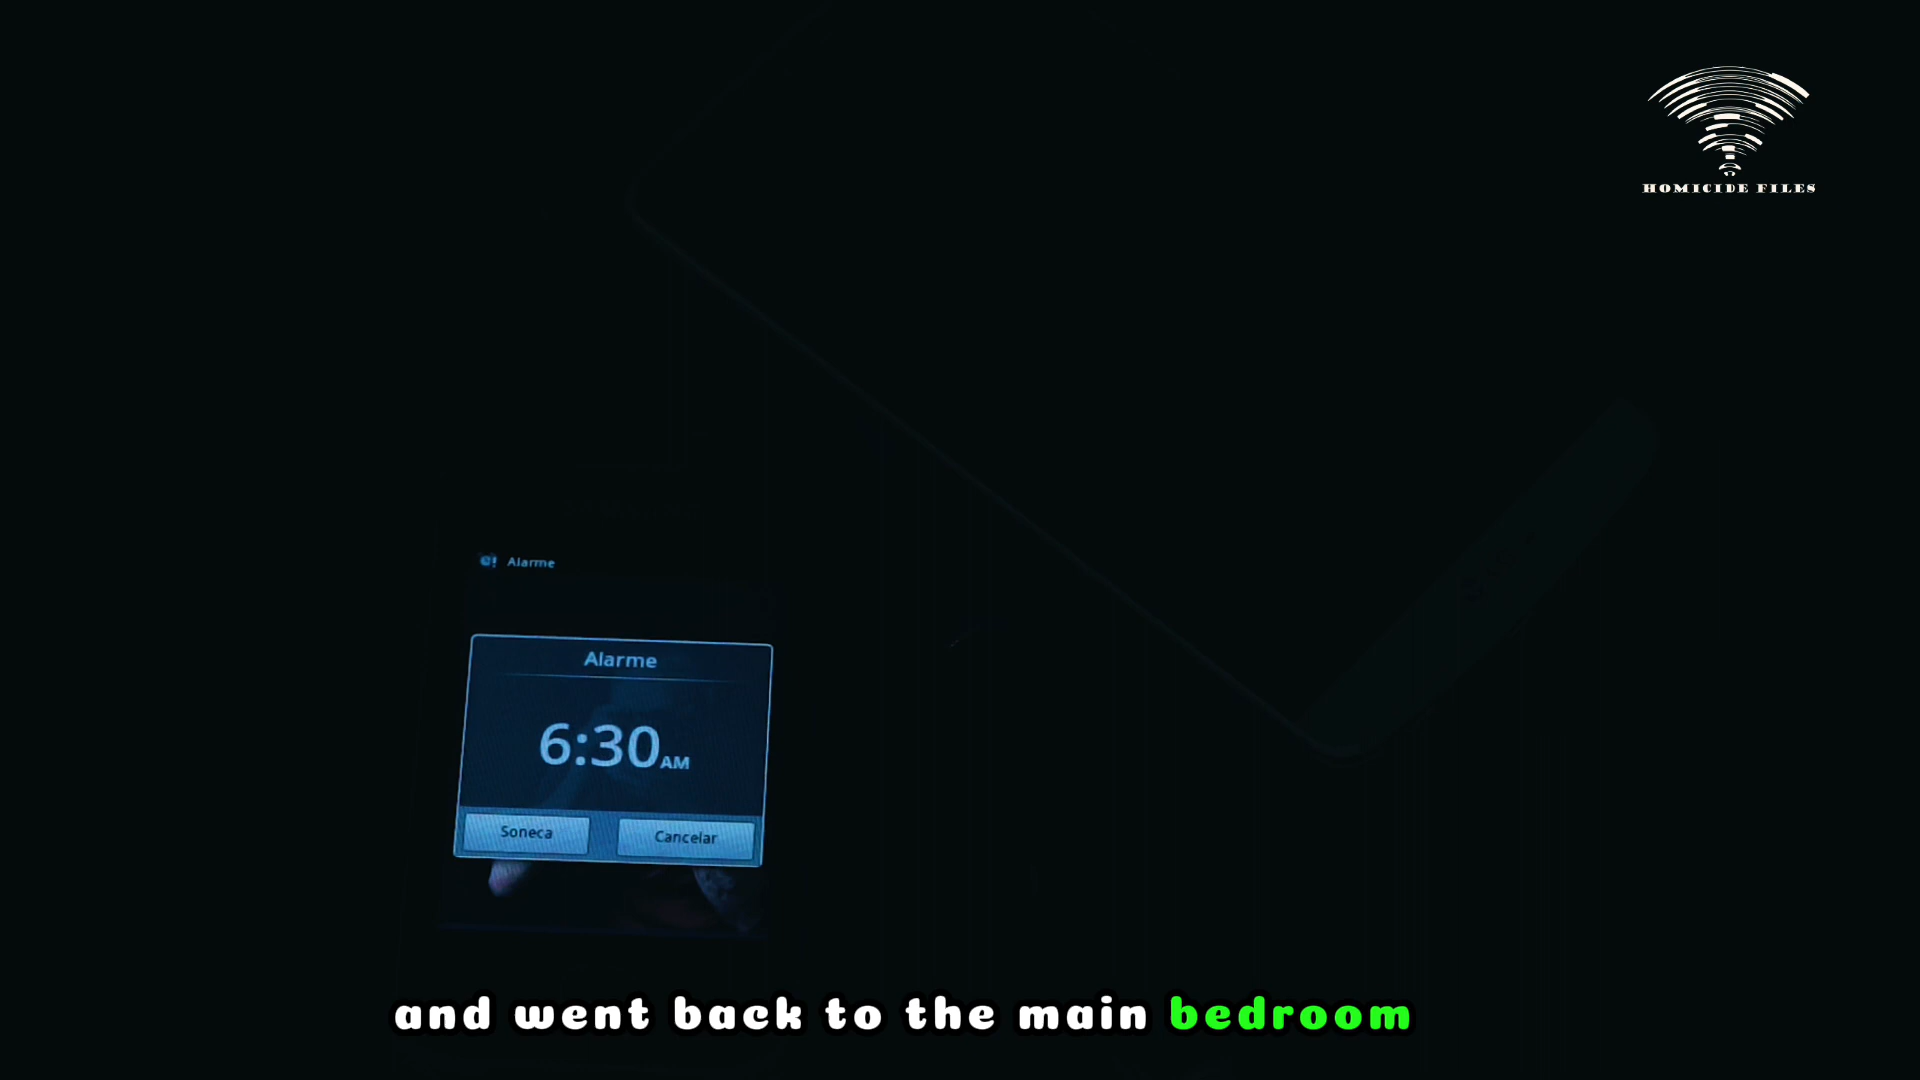 HOMICIDE FILES
Alarme
Alarme
6:30AM
Soneca Cancelar
and went back to the main bedroom